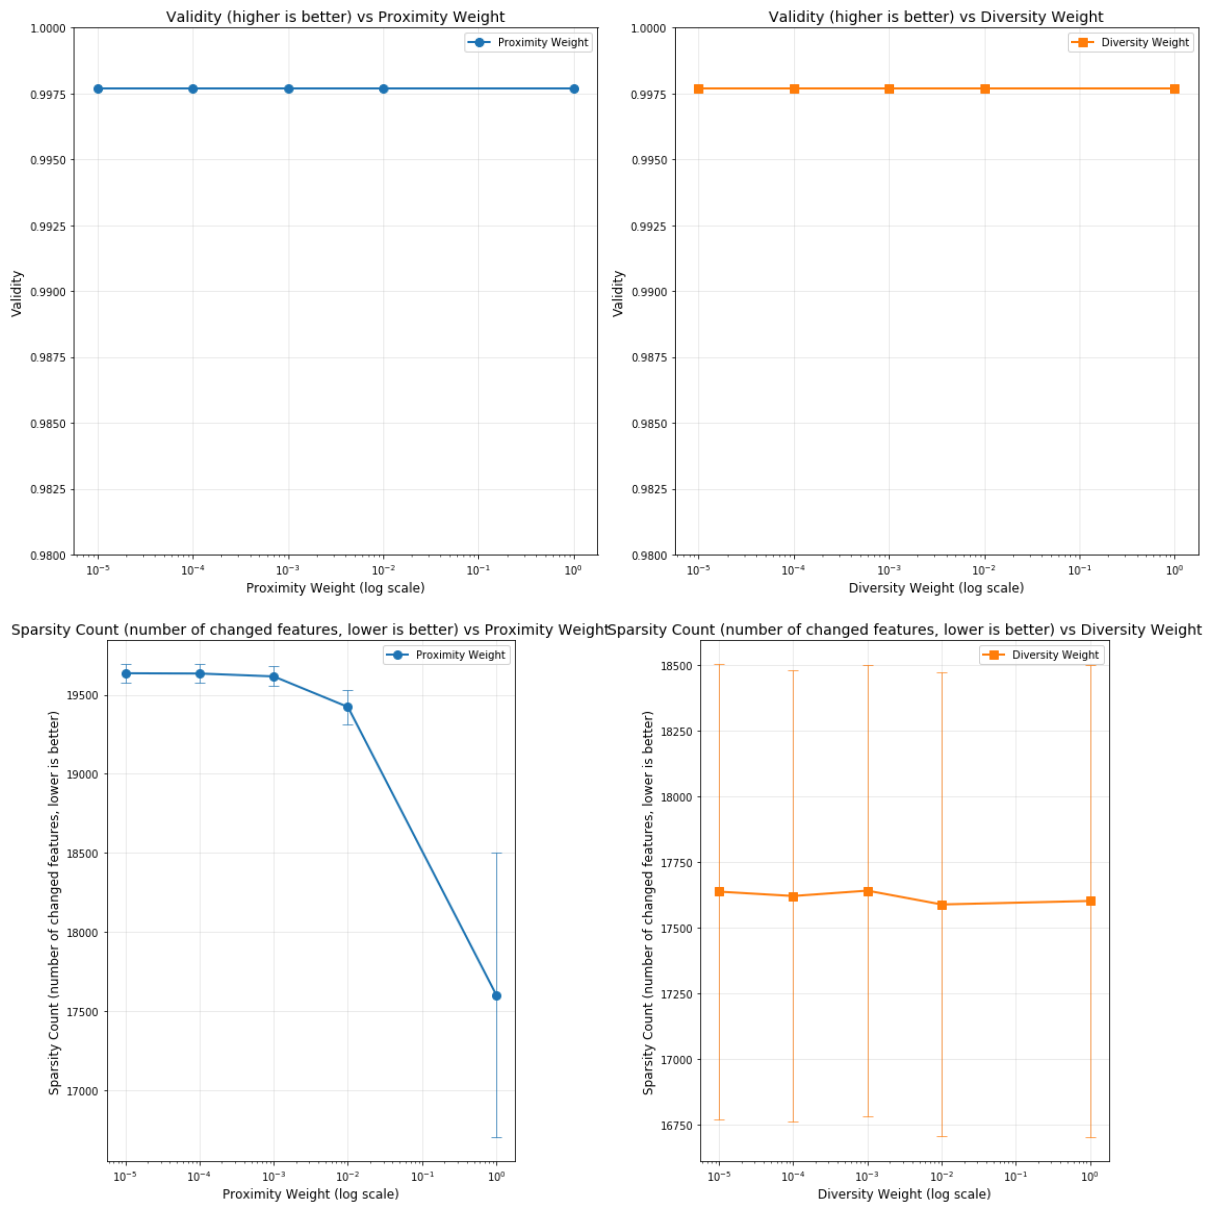 Validity (higher is better) vs Proximity Weight
Proximity Weight
1.0000
0.9975
0.9950
0.9925
0.9900
0.9875
0.9850
0.9825
0.9800
Validity
10⁻⁵ 10⁻⁴ 10⁻³ 10⁻² 10⁻¹ 10⁰
Proximity Weight (log scale)
Validity (higher is better) vs Diversity Weight
Diversity Weight
1.0000
0.9975
0.9950
0.9925
0.9900
0.9875
0.9850
0.9825
0.9800
Validity
10⁻⁵ 10⁻⁴ 10⁻³ 10⁻² 10⁻¹ 10⁰
Diversity Weight (log scale)
Sparsity Count (number of changed features, lower is better) vs Proximity Weight
Proximity Weight
19500
19000
18500
18000
17500
17000
Sparsity Count (number of changed features, lower is better)
10⁻⁵ 10⁻⁴ 10⁻³ 10⁻² 10⁻¹ 10⁰
Proximity Weight (log scale)
Sparsity Count (number of changed features, lower is better) vs Diversity Weight
Diversity Weight
18500
18250
18000
17750
17500
17250
17000
16750
Sparsity Count (number of changed features, lower is better)
10⁻⁵ 10⁻⁴ 10⁻³ 10⁻² 10⁻¹ 10⁰
Diversity Weight (log scale)